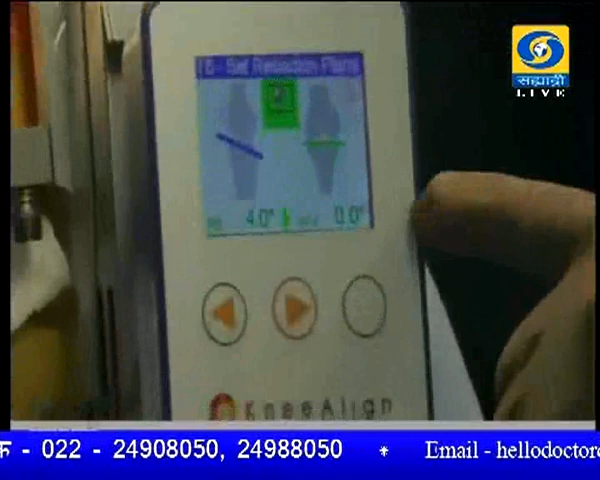 सह्याद्री
LIVE
Set Resection Plane
4.0° 0.0°
KneeAlign
क्र - 022 - 24908050, 24988050 * Email - hellodoctor